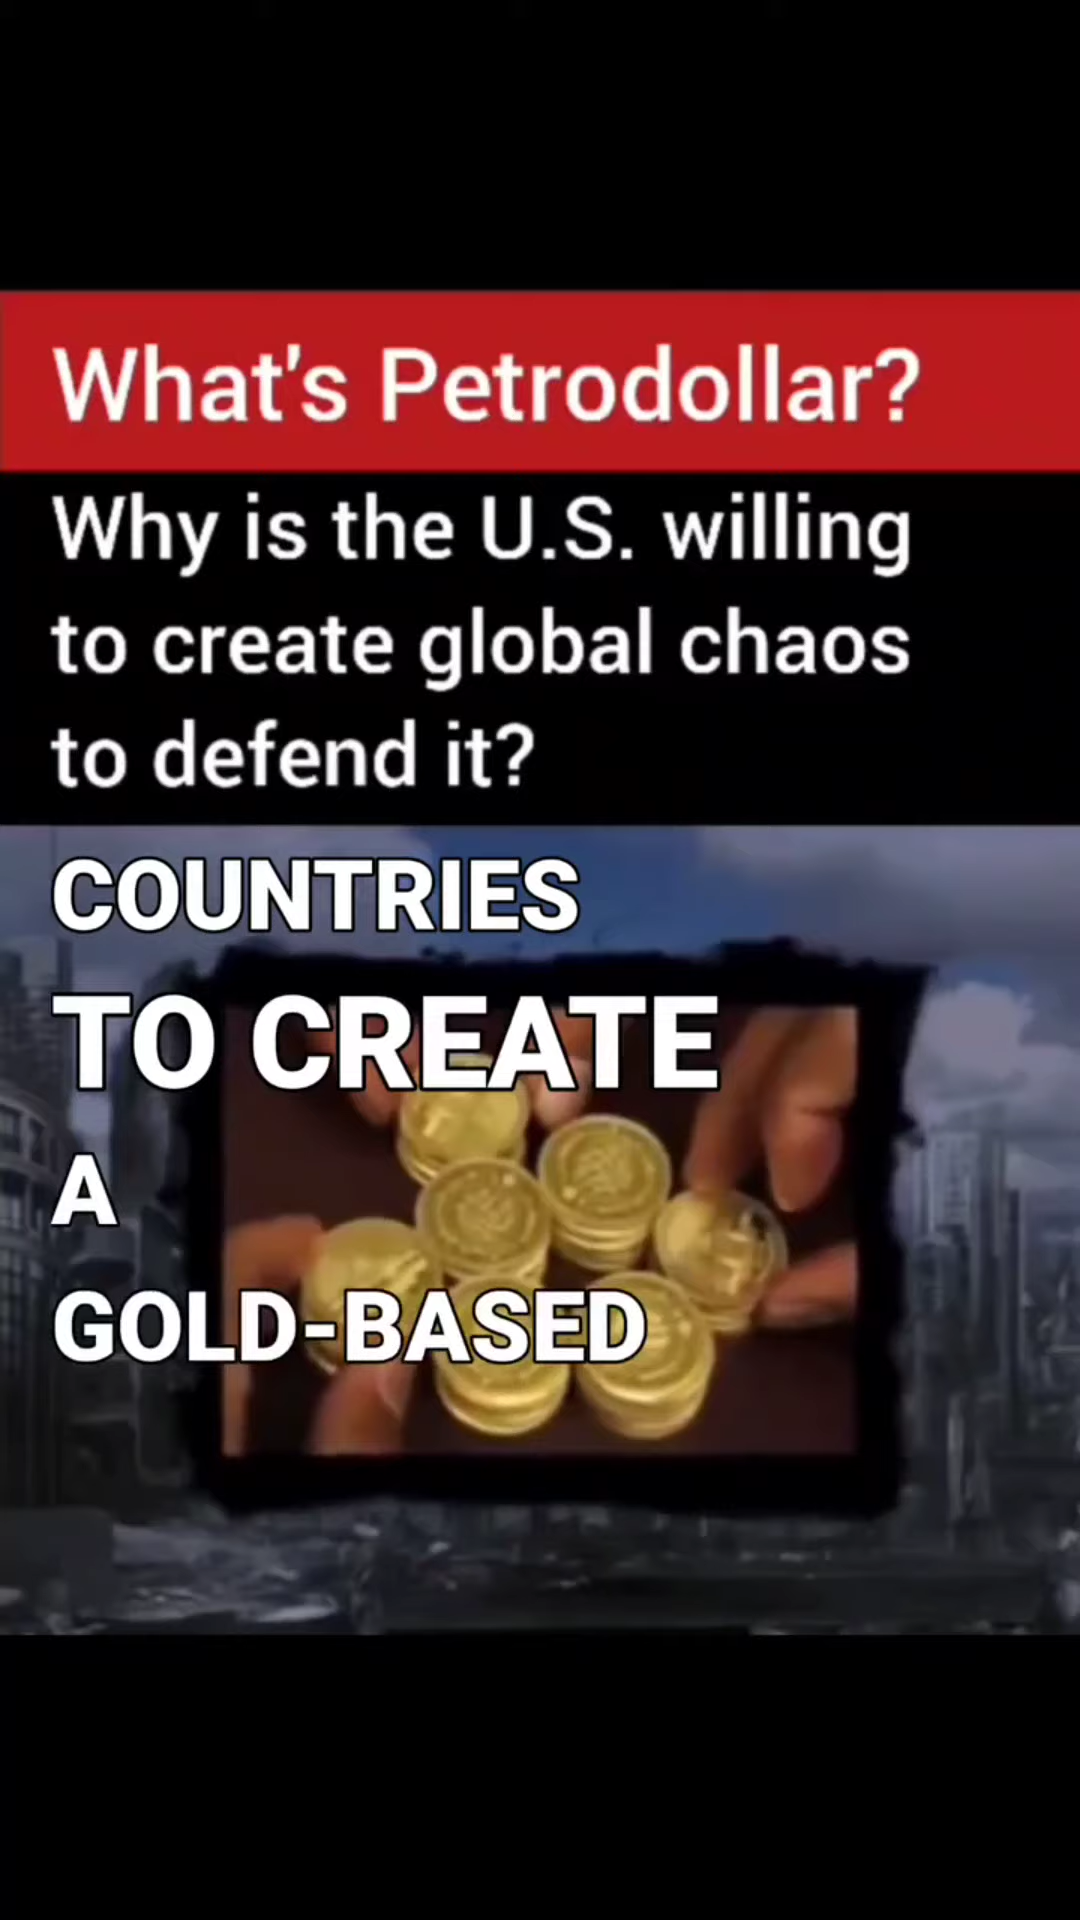 What's Petrodollar?
Why is the U.S. willing
to create global chaos
to defend it?
COUNTRIES
TO CREATE
A
GOLD-BASED